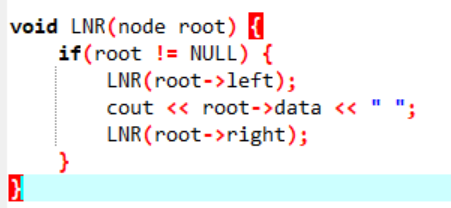 void LNR(node root) {
    if(root != NULL) {
        LNR(root->left);
        cout << root->data << " ";
        LNR(root->right);
    }
}